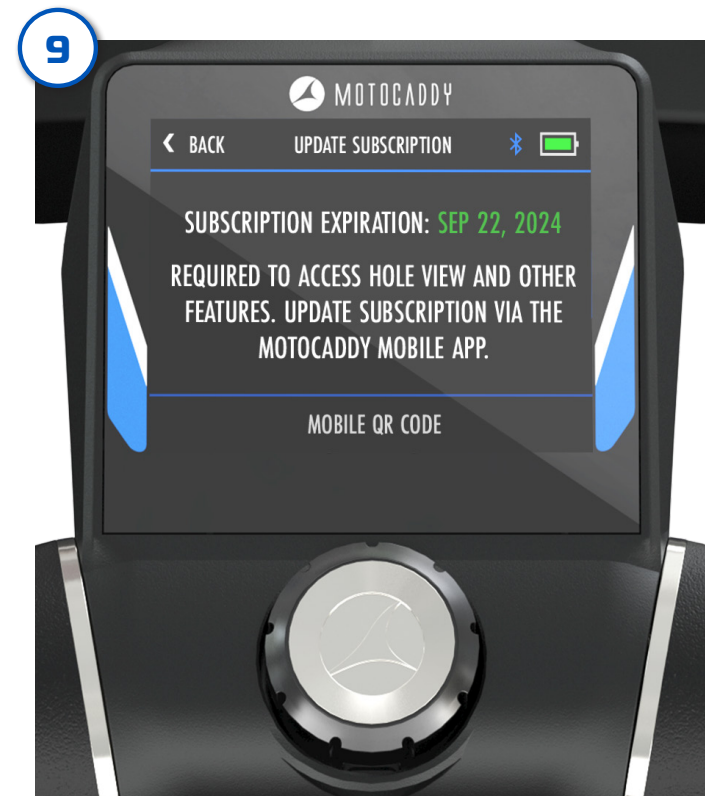 9
MOTOCADDY
BACK
UPDATE SUBSCRIPTION
SUBSCRIPTION EXPIRATION: SEP 22, 2024
REQUIRED TO ACCESS HOLE VIEW AND OTHER
FEATURES. UPDATE SUBSCRIPTION VIA THE
MOTOCADDY MOBILE APP.
MOBILE QR CODE